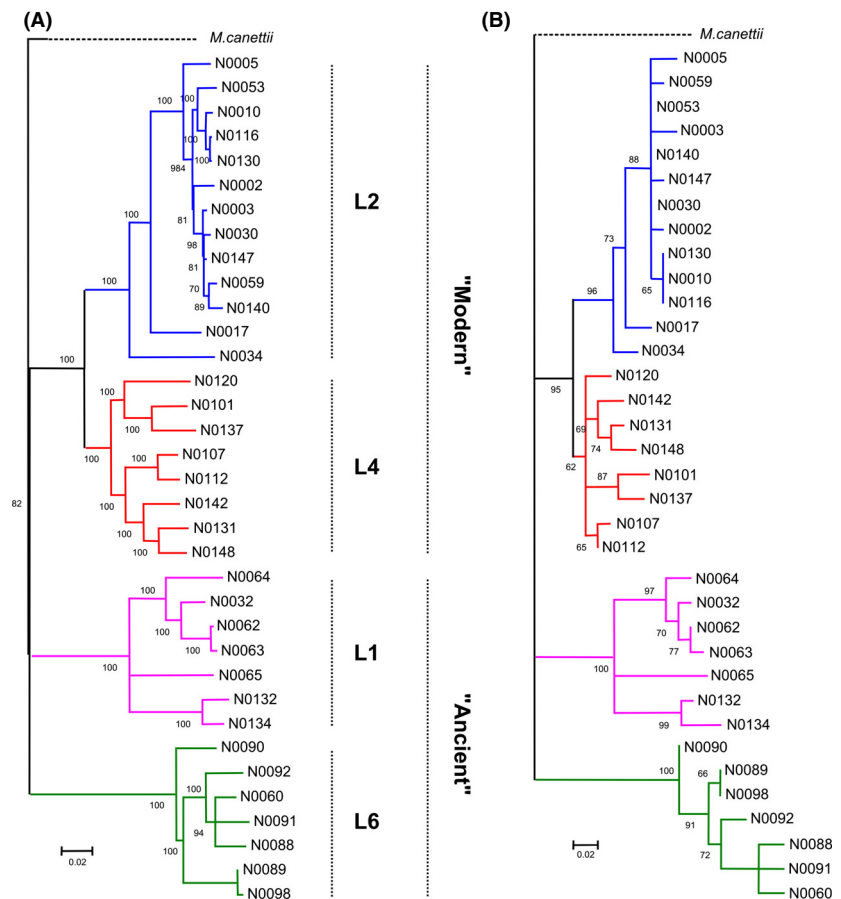 (A)
M.canettii
N0005
100
100
N0053
N0010
100
N0116
100
N0130
984
N0002
81
N0003
100
98
N0030
81
N0147
70
N0059
89
N0140
100
N0017
100
N0034
N0120
100
N0101
100
N0137
100
N0107
100
N0112
100
N0142
100
N0131
100
N0148
82
N0064
100
N0032
100
N0062
100
N0063
100
N0065
N0132
100
N0134
N0090
100
N0092
100
N0060
94
N0091
100
N0088
N0089
N0098
0.02
L2
L4
L1
L6
"Modern"
"Ancient"
(B)
M.canettii
N0005
N0059
N0053
N0003
N0140
88
N0147
N0030
N0002
73
N0130
N0010
65
N0116
96
N0017
N0034
95
N0120
N0142
69
N0131
74
N0148
62
N0101
87
N0137
N0107
65
N0112
N0064
97
N0032
70
N0062
77
N0063
100
N0065
N0132
99
N0134
N0090
100
66
N0089
N0098
91
N0092
72
N0088
N0091
N0060
0.02